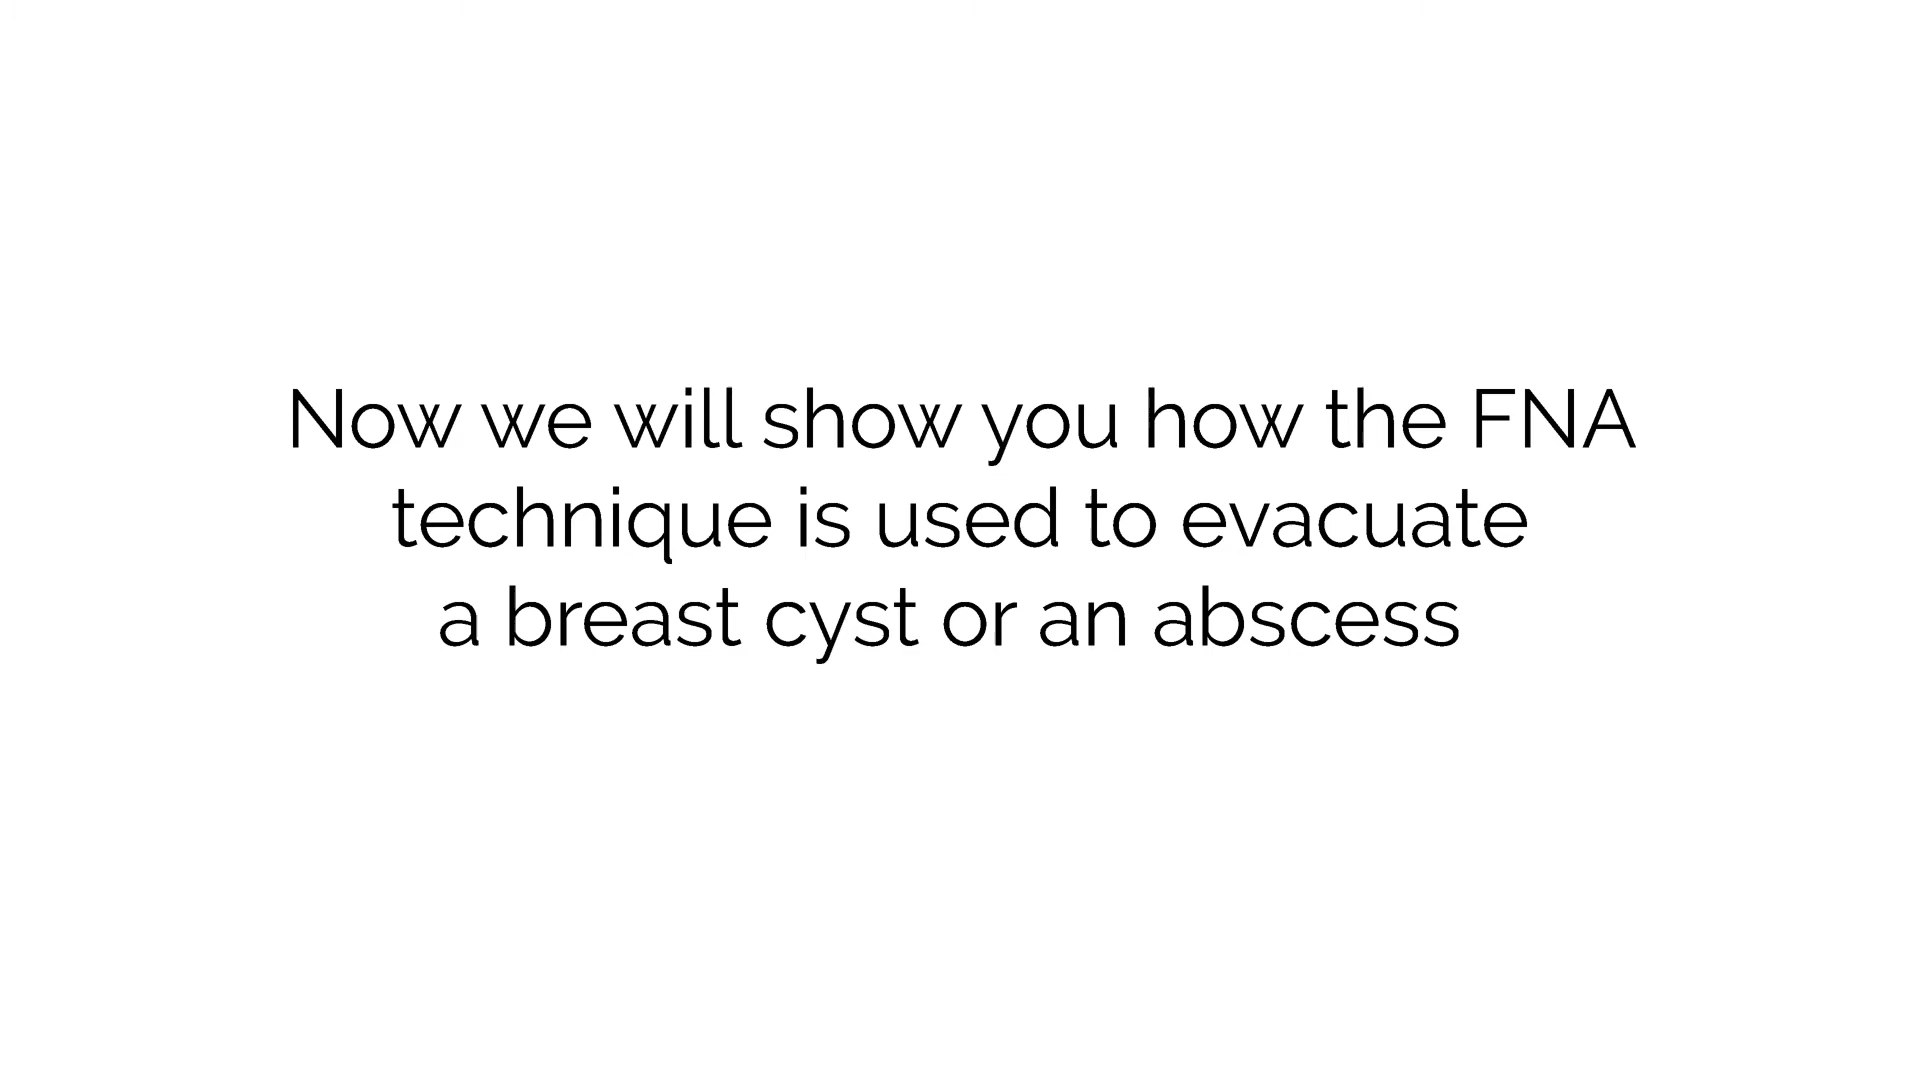 Now we will show you how the FNA
technique is used to evacuate
a breast cyst or an abscess